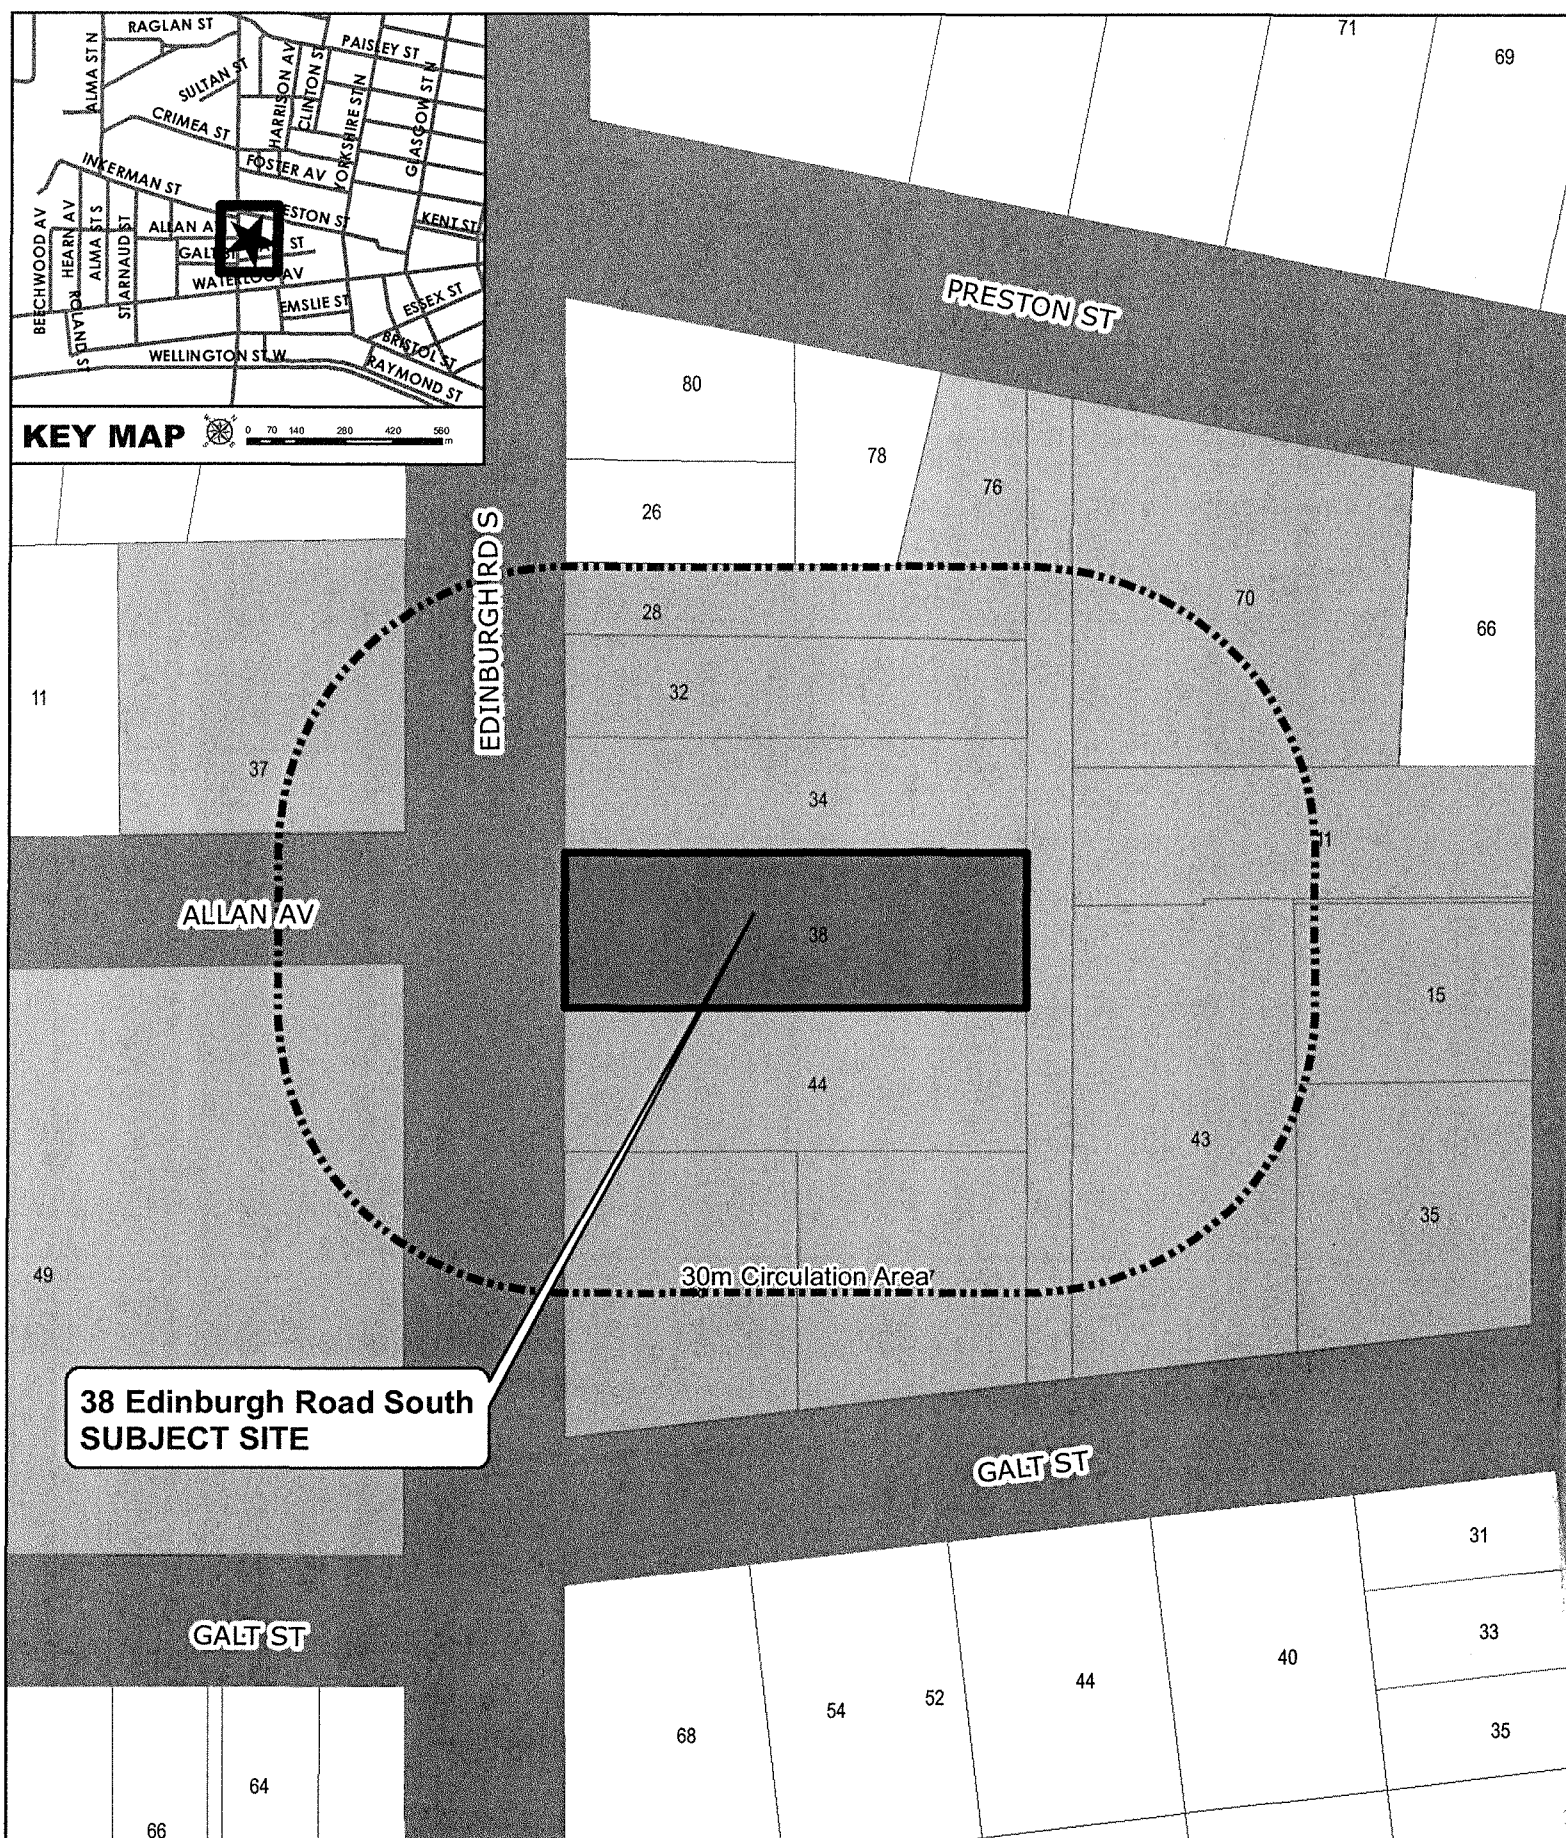 RAGLAN ST
ALMA ST N
SULTAN ST
CRIMEA ST
HARRISON AV
CLINTON ST
PAISLEY ST
YORKSHIRE ST N
GLASGOW ST N
FOSTER AV
INKERMAN ST
KENT ST
BEECHWOOD AV
HEARN AV
ALMA ST S
ST ARNAUD ST
GALT ST
ST
WATERLOO AV
ROLAND ST
EMSLIE ST
ESSEX ST
BRISTOL ST
WELLINGTON ST W
RAYMOND ST
KEY MAP
0 70 140 280 420 560
m
71
69
PRESTON ST
80
78
76
26
EDINBURGH RD S
28
70
66
32
11
37
34
11
ALLAN AV
38
15
44
43
35
49
30m Circulation Area
38 Edinburgh Road South
SUBJECT SITE
GALT ST
31
33
35
40
44
52
54
68
GALT ST
64
66